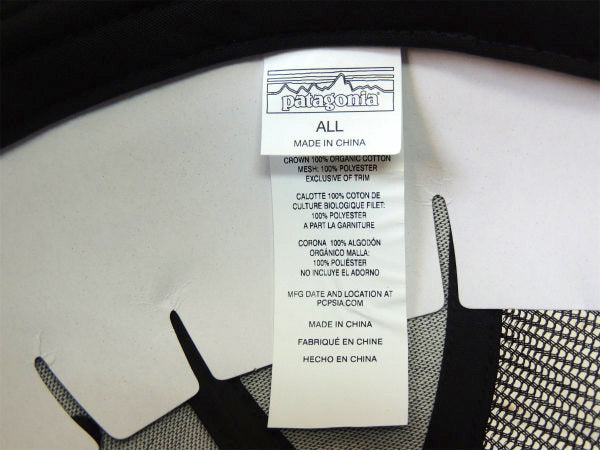 patagonia
ALL
MADE IN CHINA
CROWN 100% ORGANIC COTTON
MESH: 100% POLYESTER
EXCLUSIVE OF TRIM
CALOTTE 100% COTON DE
CULTURE BIOLOGIQUE FILET:
100% POLYESTER
A PART LA GARNITURE
CORONA 100% ALGODÓN
ORGÁNICO MALLA:
100% POLIÉSTER
NO INCLUYE EL ADORNO
MFG DATE AND LOCATION AT
PCPSIA.COM
MADE IN CHINA
FABRIQUÉ EN CHINE
HECHO EN CHINA